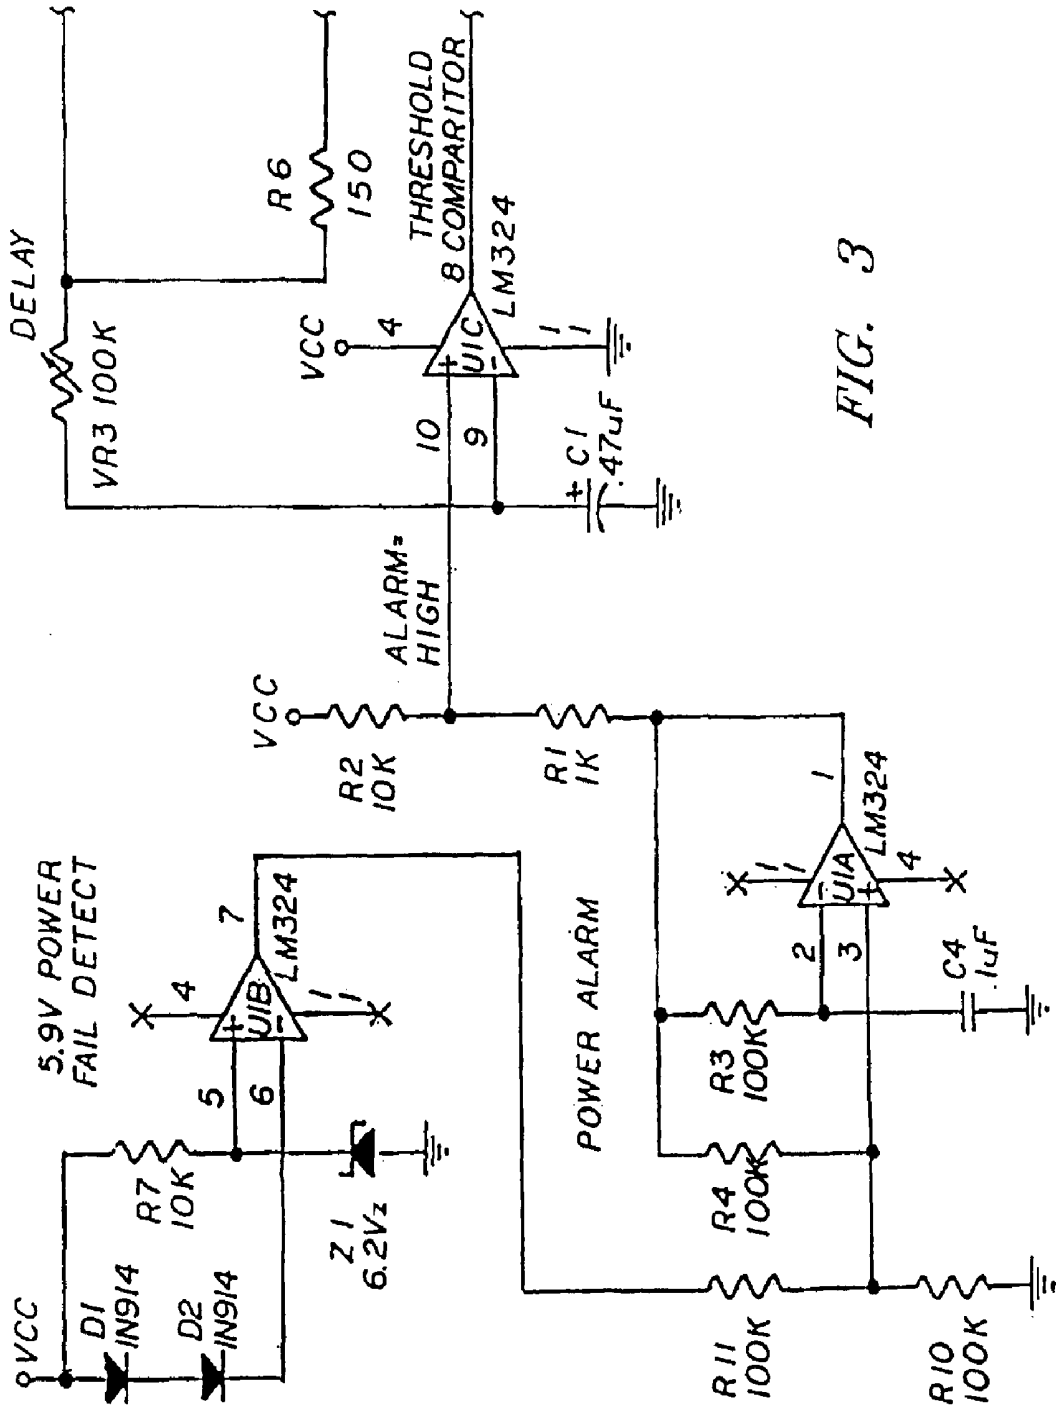 DELAY
VR3 100K
R6
150
VCC
4
10
9
+
U1C
-
THRESHOLD
8 COMPARITOR
LM324
11
+
C1
.47uF
ALARM=
HIGH
VCC
R2
10K
R1
1K
5.9V POWER
FAIL DETECT
4
7
5
6
+
U1B
-
LM324
11
VCC
D1
IN914
D2
IN914
R7
10K
Z1
6.2Vz
POWER ALARM
1
11
2
3
-
U1A
+
LM324
4
R3
100K
C4
.1uF
R4
100K
R11
100K
R10
100K
FIG. 3